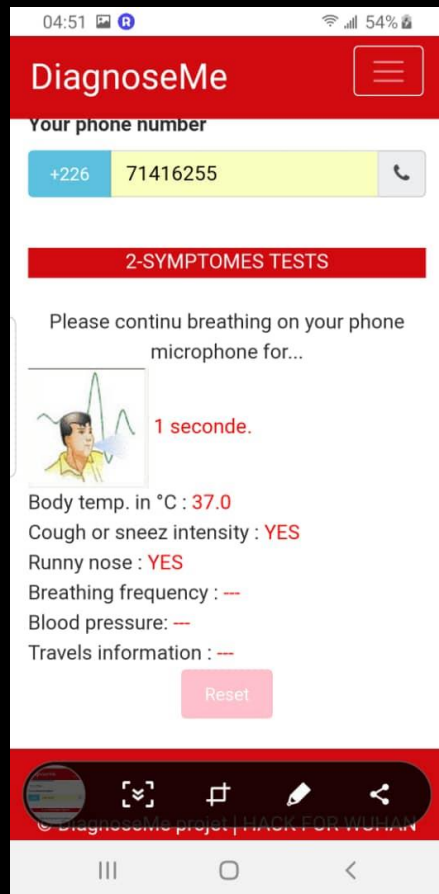 04:51 R 54%
DiagnoseMe
Your phone number
+226 71416255
2-SYMPTOMES TESTS
Please continu breathing on your phone
microphone for...
1 seconde.
Body temp. in °C : 37.0
Cough or sneez intensity : YES
Runny nose : YES
Breathing frequency : ---
Blood pressure: ---
Travels information : ---
Reset
© DiagnoseMe projet | HACK FOR WUHAN